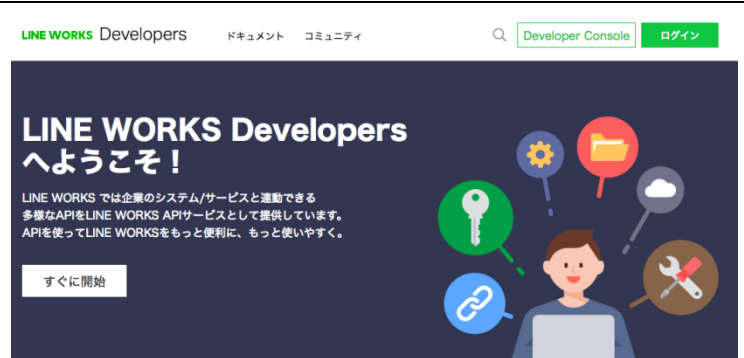 LINE WORKS Developers
ドキュメント
コミュニティ
Developer Console
ログイン
LINE WORKS Developers
へようこそ！
LINE WORKS では企業のシステム/サービスと連動できる
多様なAPIをLINE WORKS APIサービスとして提供しています。
APIを使ってLINE WORKSをもっと便利に、もっと使いやすく。
すぐに開始